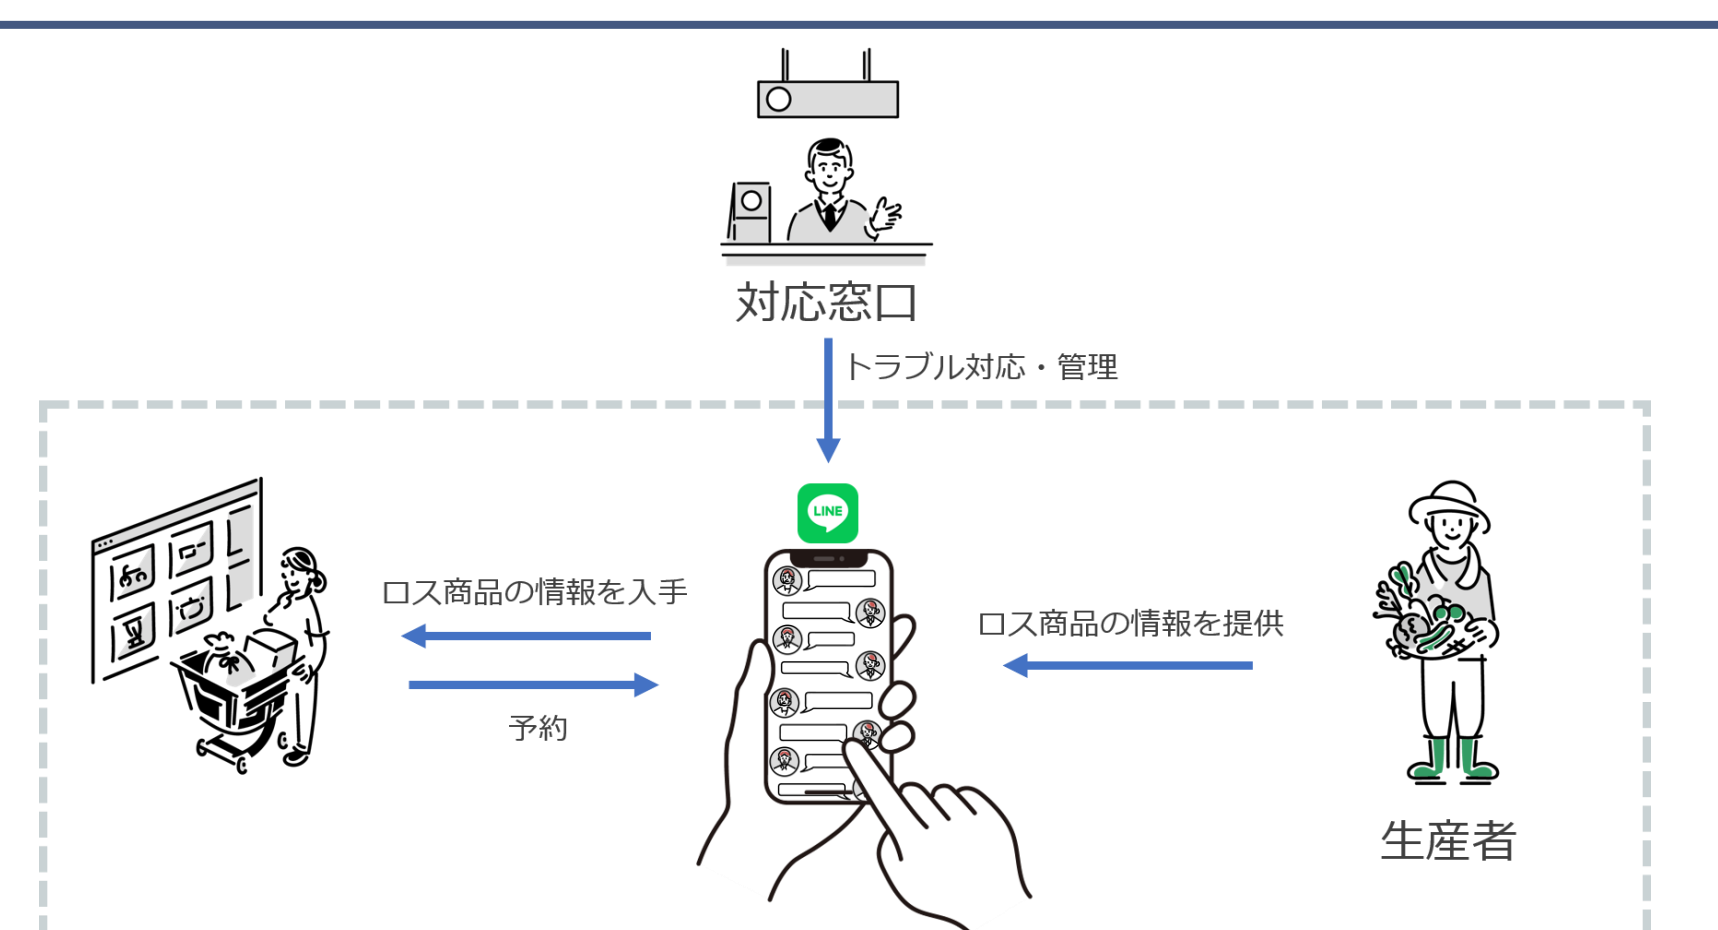 対応窓口
トラブル対応・管理
LINE
ロス商品の情報を入手
ロス商品の情報を提供
予約
生産者